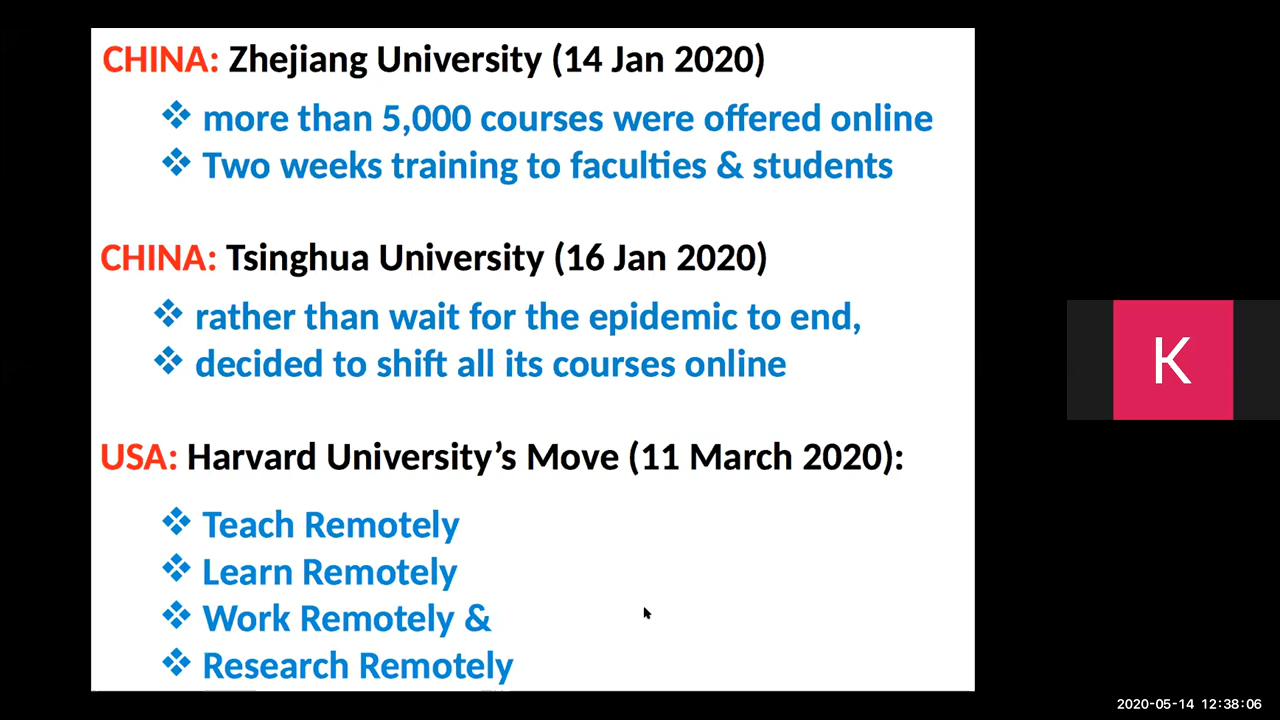 CHINA: Zhejiang University (14 Jan 2020)
❖ more than 5,000 courses were offered online
❖ Two weeks training to faculties & students
CHINA: Tsinghua University (16 Jan 2020)
❖ rather than wait for the epidemic to end,
❖ decided to shift all its courses online
USA: Harvard University’s Move (11 March 2020):
❖ Teach Remotely
❖ Learn Remotely
❖ Work Remotely &
❖ Research Remotely
K
2020-05-14 12:38:06